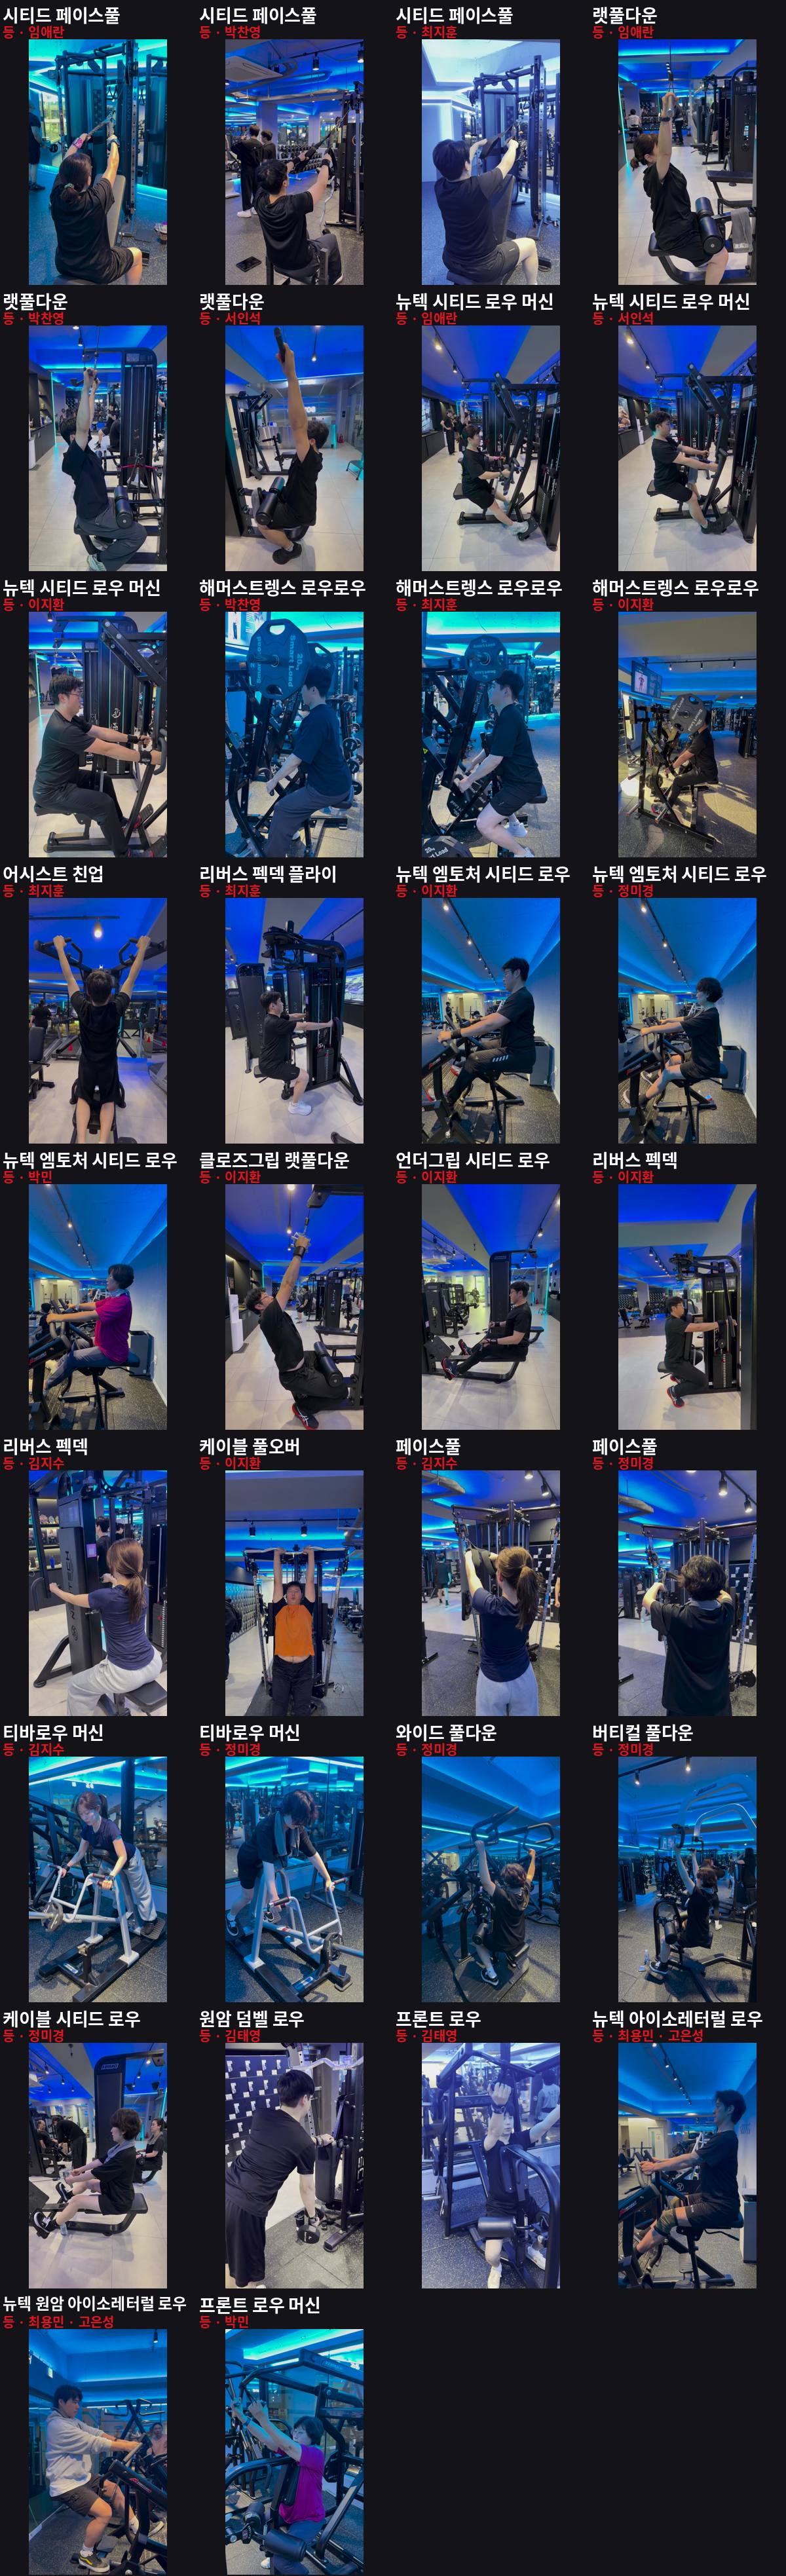 시티드 페이스풀
등 · 임애란
시티드 페이스풀
등 · 박찬영
시티드 페이스풀
등 · 최지훈
랫풀다운
등 · 임애란
랫풀다운
등 · 박찬영
랫풀다운
등 · 서인석
뉴텍 시티드 로우 머신
등 · 임애란
뉴텍 시티드 로우 머신
등 · 서인석
뉴텍 시티드 로우 머신
등 · 이지환
해머스트렝스 로우로우
등 · 박찬영
해머스트렝스 로우로우
등 · 최지훈
해머스트렝스 로우로우
등 · 이지환
어시스트 친업
등 · 최지훈
리버스 펙덱 플라이
등 · 최지훈
뉴텍 엠토처 시티드 로우
등 · 이지환
뉴텍 엠토처 시티드 로우
등 · 정미경
뉴텍 엠토처 시티드 로우
등 · 박민
클로즈그립 랫풀다운
등 · 이지환
언더그립 시티드 로우
등 · 이지환
리버스 펙덱
등 · 이지환
리버스 펙덱
등 · 김지수
케이블 풀오버
등 · 이지환
페이스풀
등 · 김지수
페이스풀
등 · 정미경
티바로우 머신
등 · 김지수
티바로우 머신
등 · 정미경
와이드 풀다운
등 · 정미경
버티컬 풀다운
등 · 정미경
케이블 시티드 로우
등 · 정미경
원암 덤벨 로우
등 · 김태영
프론트 로우
등 · 김태영
뉴텍 아이소레터럴 로우
등 · 최용민 · 고은성
뉴텍 원암 아이소레터럴 로우
등 · 최용민 · 고은성
프론트 로우 머신
등 · 박민